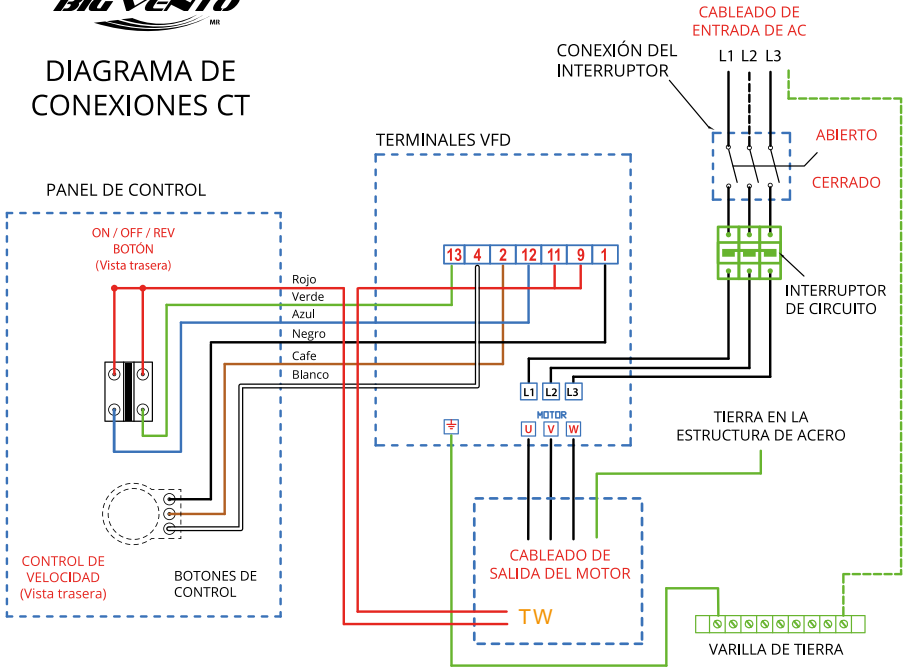 BIGVENTO
MR
DIAGRAMA DE
CONEXIONES CT
CABLEADO DE
ENTRADA DE AC
L1 L2 L3
CONEXIÓN DEL
INTERRUPTOR
ABIERTO
CERRADO
INTERRUPTOR
DE CIRCUITO
TERMINALES VFD
13 4 2 12 11 9 1
PANEL DE CONTROL
ON / OFF / REV
BOTÓN
(Vista trasera)
Rojo
Verde
Azul
Negro
Cafe
Blanco
L1 L2 L3
MOTOR
U V W
TIERRA EN LA
ESTRUCTURA DE ACERO
CABLEADO DE
SALIDA DEL MOTOR
TW
CONTROL DE
VELOCIDAD
(Vista trasera)
BOTONES DE
CONTROL
VARILLA DE TIERRA